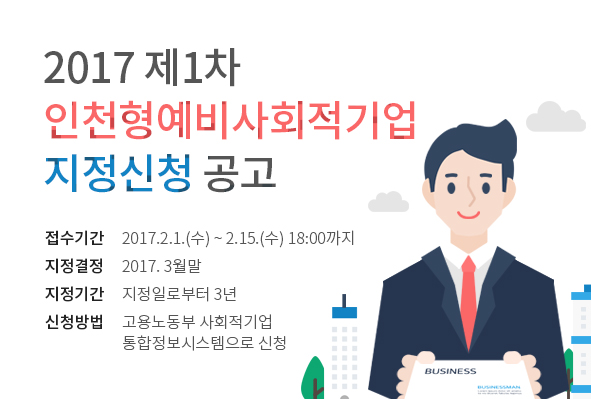 2017 제1차
인천형예비사회적기업
지정신청 공고
접수기간 2017.2.1.(수) ~ 2.15.(수) 18:00까지
지정결정 2017. 3월말
지정기간 지정일로부터 3년
신청방법 고용노동부 사회적기업
통합정보시스템으로 신청
BUSINESS
BUSINESSMAN